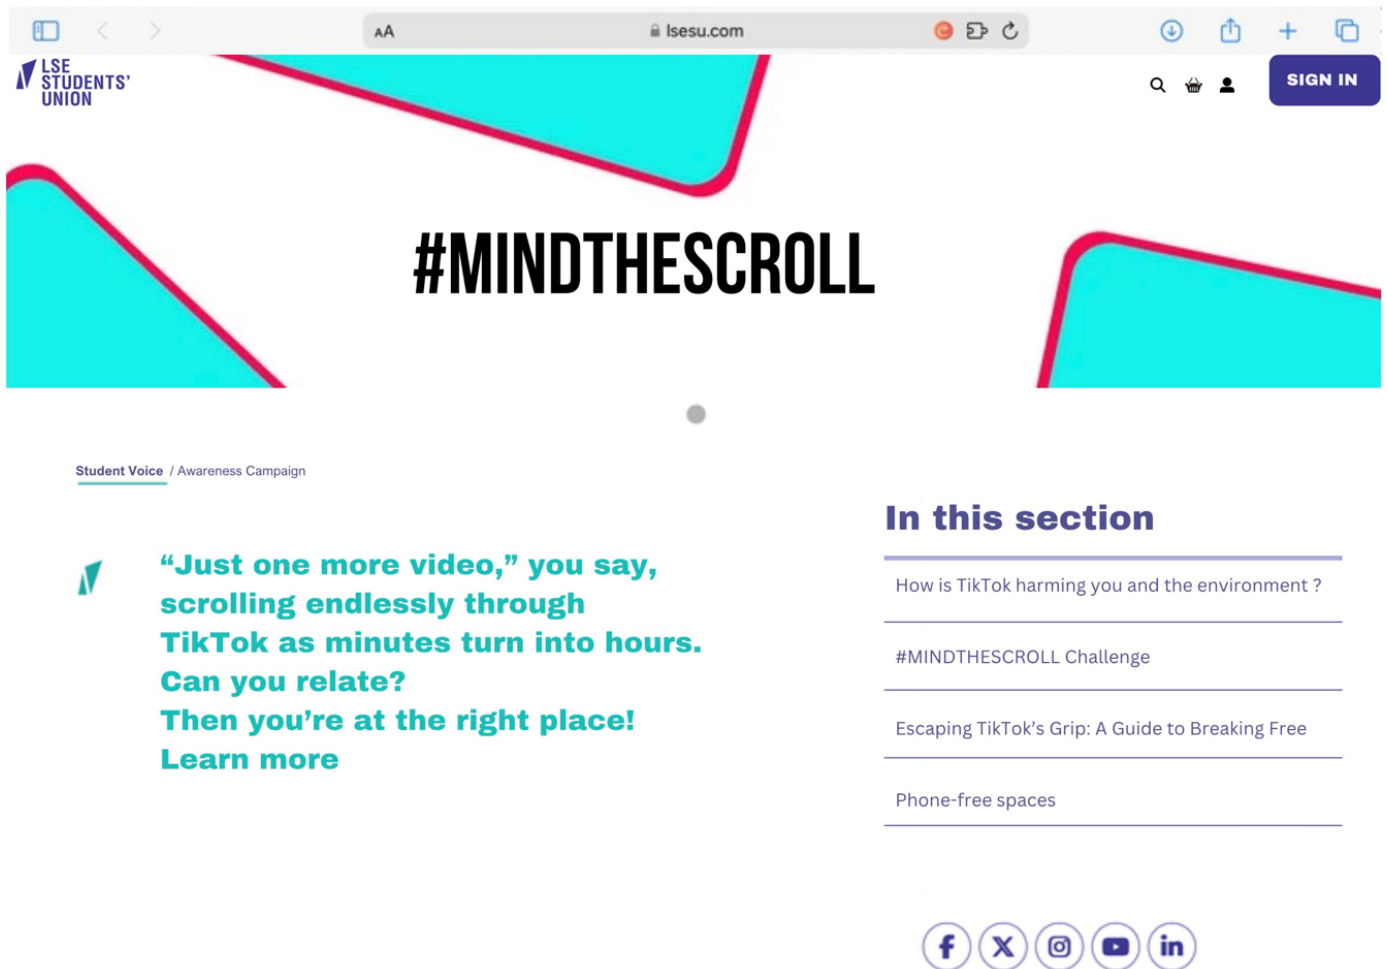 AA
lsesu.com
LSE
STUDENTS'
UNION
SIGN IN
#MINDTHESCROLL
Student Voice / Awareness Campaign
“Just one more video,” you say,
scrolling endlessly through
TikTok as minutes turn into hours.
Can you relate?
Then you’re at the right place!
Learn more
In this section
How is TikTok harming you and the environment ?
#MINDTHESCROLL Challenge
Escaping TikTok’s Grip: A Guide to Breaking Free
Phone-free spaces